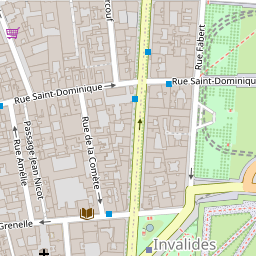 courf
Rue Fabert
Rue Saint-Dominique
Rue Saint-Dominique
Passage Jean Nicot
Rue de la Comète
Rue Amélie
Grenelle
Invalides